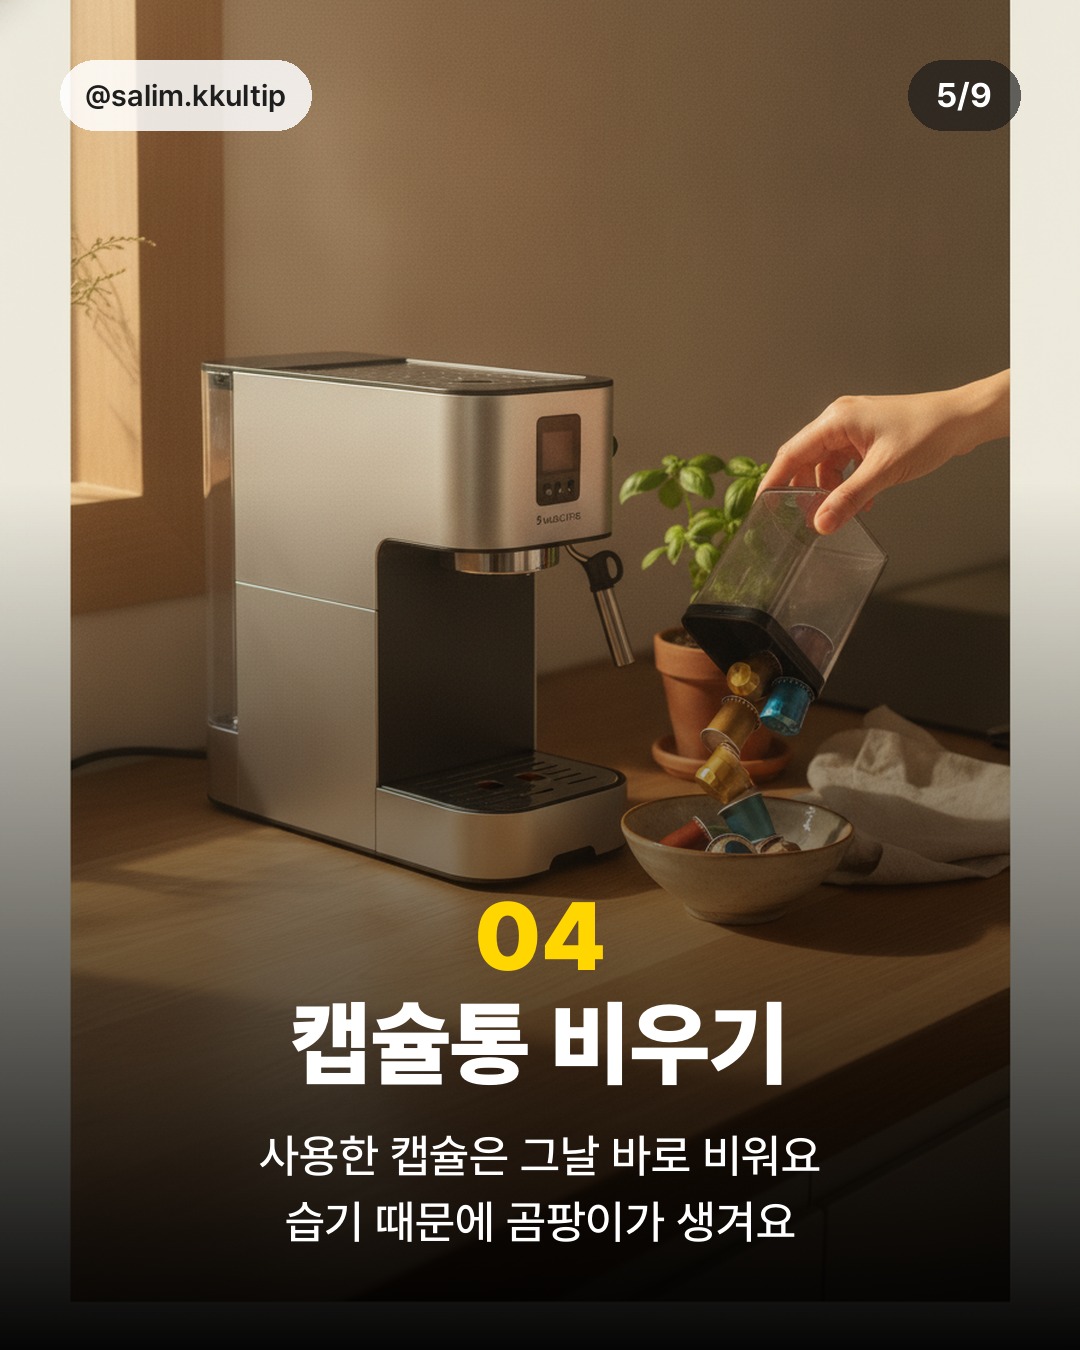 @salim.kkultip
5/9
04
캡슐통 비우기
사용한 캡슐은 그날 바로 비워요
습기 때문에 곰팡이가 생겨요